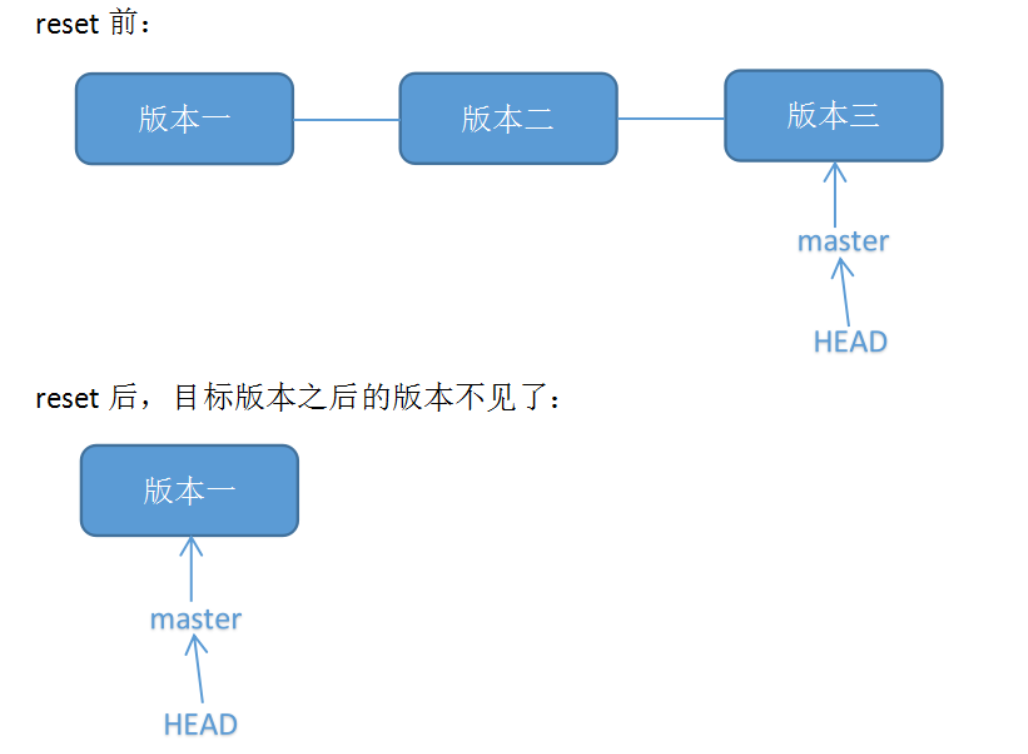 reset 前：
版本一
版本二
版本三
master
HEAD
reset 后，目标版本之后的版本不见了：
版本一
master
HEAD